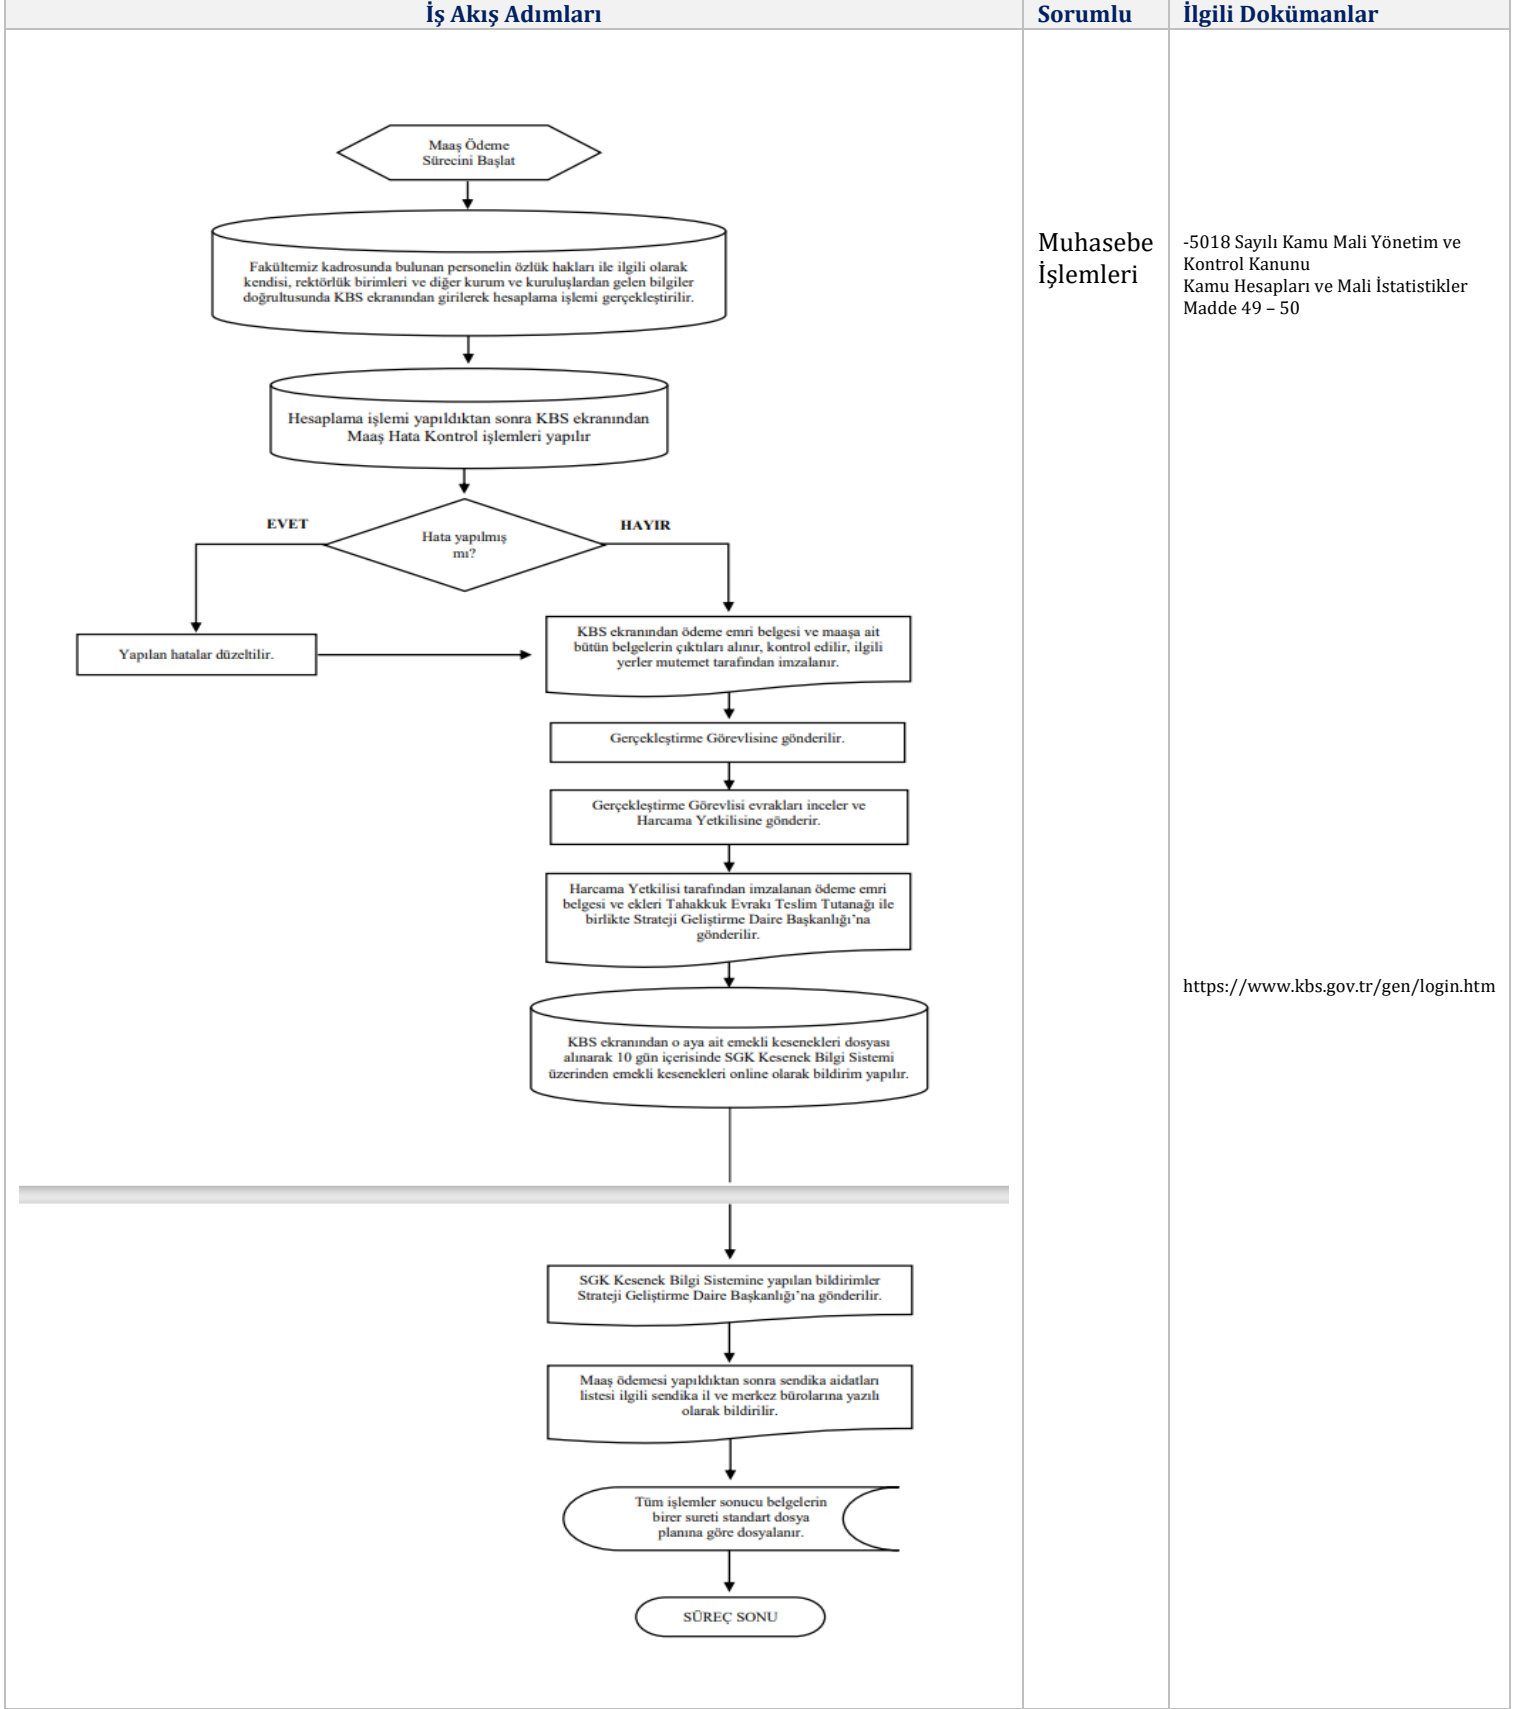 İş Akış Adımları
Sorumlu
İlgili Dokümanlar
Maaş Ödeme
Sürecini Başlat
Fakültemiz kadrosunda bulunan personelin özlük hakları ile ilgili olarak
kendisi, rektörlük birimleri ve diğer kurum ve kuruluşlardan gelen bilgiler
doğrultusunda KBS ekranından girilerek hesaplama işlemi gerçekleştirilir.
Muhasebe
İşlemleri
-5018 Sayılı Kamu Mali Yönetim ve
Kontrol Kanunu
Kamu Hesapları ve Mali İstatistikler
Madde 49 – 50
Hesaplama işlemi yapıldıktan sonra KBS ekranından
Maaş Hata Kontrol işlemleri yapılır
EVET
HAYIR
Hata yapılmış
mı?
Yapılan hatalar düzeltilir.
KBS ekranından ödeme emri belgesi ve maaşa ait
bütün belgelerin çıktıları alınır, kontrol edilir, ilgili
yerler mutemet tarafından imzalanır.
Gerçekleştirme Görevlisine gönderilir.
Gerçekleştirme Görevlisi evrakları inceler ve
Harcama Yetkilisine gönderir.
Harcama Yetkilisi tarafından imzalanan ödeme emri
belgesi ve ekleri Tahakkuk Evrakı Teslim Tutanağı ile
birlikte Strateji Geliştirme Daire Başkanlığı’na
gönderilir.
https://www.kbs.gov.tr/gen/login.htm
KBS ekranından o aya ait emekli kesenekleri dosyası
alınarak 10 gün içerisinde SGK Kesenek Bilgi Sistemi
üzerinden emekli kesenekleri online olarak bildirim yapılır.
SGK Kesenek Bilgi Sistemine yapılan bildirimler
Strateji Geliştirme Daire Başkanlığı’na gönderilir.
Maaş ödemesi yapıldıktan sonra sendika aidatları
listesi ilgili sendika il ve merkez bürolarına yazılı
olarak bildirilir.
Tüm işlemler sonucu belgelerin
birer sureti standart dosya
planına göre dosyalanır.
SÜREÇ SONU